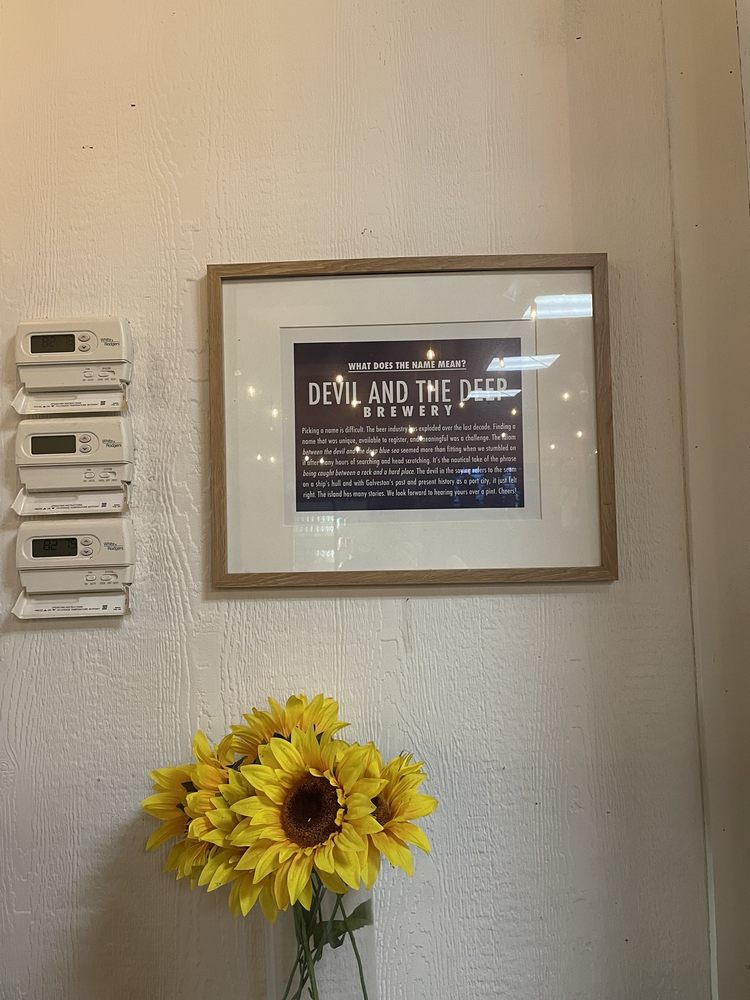 WHAT DOES THE NAME MEAN?
DEVIL AND THE DEEP
BREWERY
Picking a name is difficult. The beer industry has exploded over the last decade. Finding a
name that was unique, available to register, and meaningful was a challenge. The idiom
between the devil and the deep blue sea seemed more than fitting when we stumbled on
it after many hours of searching and head scratching. It's the nautical take of the phrase
being caught between a rock and a hard place. The devil in the saying refers to the seam
on a ship's hull and with Galveston's past and present history as a port city, it just felt
right. The island has many stories. We look forward to hearing yours over a pint. Cheers!
White
Rodgers
White
Rodgers
White
Rodgers